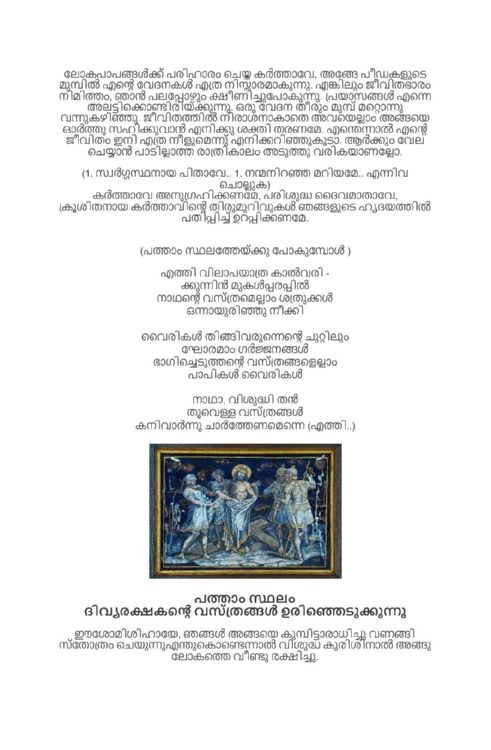 ലോകപാപങ്ങൾക്ക് പരിഹാരം ചെയ്ത കർത്താവേ, അങ്ങേ പീഡകളുടെ
മുമ്പിൽ എന്റെ വേദനകൾ എത്ര നിസ്സാരമാകുന്നു. എങ്കിലും ജീവിതഭാരം
നിമിത്തം, ഞാൻ പലപ്പോഴും ക്ഷീണിച്ചുപോകുന്നു. പ്രയാസങ്ങൾ എന്നെ
അലട്ടിക്കൊണ്ടിരിയ്ക്കുന്നു. ഒരു വേദന തീരും മുമ്പ് മറ്റൊന്നു
വന്നുകഴിഞ്ഞു. ജീവിതത്തിൽ നിരാശനാകാതെ അവയെല്ലാം അങ്ങയെ
ഓർത്തു സഹിക്കുവാൻ എനിക്കു ശക്തി തരണമേ. എന്തെന്നാൽ എന്റെ
ജീവിതം ഇനി എത്ര നീളുമെന്ന് എനിക്കറിഞ്ഞുകൂടാ. ആർക്കും വേല
ചെയ്യാൻ പാടില്ലാത്ത രാത്രികാലം അടുത്തു വരികയാണല്ലോ.
(1. സ്വർഗ്ഗസ്ഥനായ പിതാവേ.. 1. നന്മനിറഞ്ഞ മറിയമേ.. എന്നിവ
ചൊല്ലുക)
കർത്താവേ അനുഗ്രഹിക്കണമേ, പരിശുദ്ധ ദൈവമാതാവേ,
ക്രൂശിതനായ കർത്താവിന്റെ തിരുമുറിവുകൾ ഞങ്ങളുടെ ഹൃദയത്തിൽ
പതിപ്പിച്ച് ഉറപ്പിക്കണമേ.
(പത്താം സ്ഥലത്തേയ്ക്കു പോകുമ്പോൾ )
എത്തി വിലാപയാത്ര കാൽവരി -
ക്കുന്നിൻ മുകൾപ്പരപ്പിൽ
നാഥന്റെ വസ്ത്രമെല്ലാം ശത്രുക്കൾ
ഒന്നായുരിഞ്ഞു നീക്കി
വൈരികൾ തിങ്ങിവരുന്നെന്റെ ചുറ്റിലും
ഘോരമാം ഗർജ്ജനങ്ങൾ
ഭാഗിച്ചെടുത്തന്റെ വസ്ത്രങ്ങളെല്ലാം
പാപികൾ വൈരികൾ
നാഥാ, വിശുദ്ധി തൻ
തൂവെള്ള വസ്ത്രങ്ങൾ
കനിവാർന്നു ചാർത്തേണമെന്നെ (എത്തി..)
പത്താം സ്ഥലം
ദിവ്യരക്ഷകന്റെ വസ്ത്രങ്ങൾ ഉരിഞ്ഞെടുക്കുന്നു
ഈശോമിശിഹായേ, ഞങ്ങൾ അങ്ങയെ കുമ്പിട്ടാരാധിച്ചു വണങ്ങി
സ്തോത്രം ചെയുന്നുഎന്തുകൊണ്ടെന്നാൽ വിശുദ്ധ കുരിശിനാൽ അങ്ങു
ലോകത്തെ വീണ്ടു രക്ഷിച്ചു.